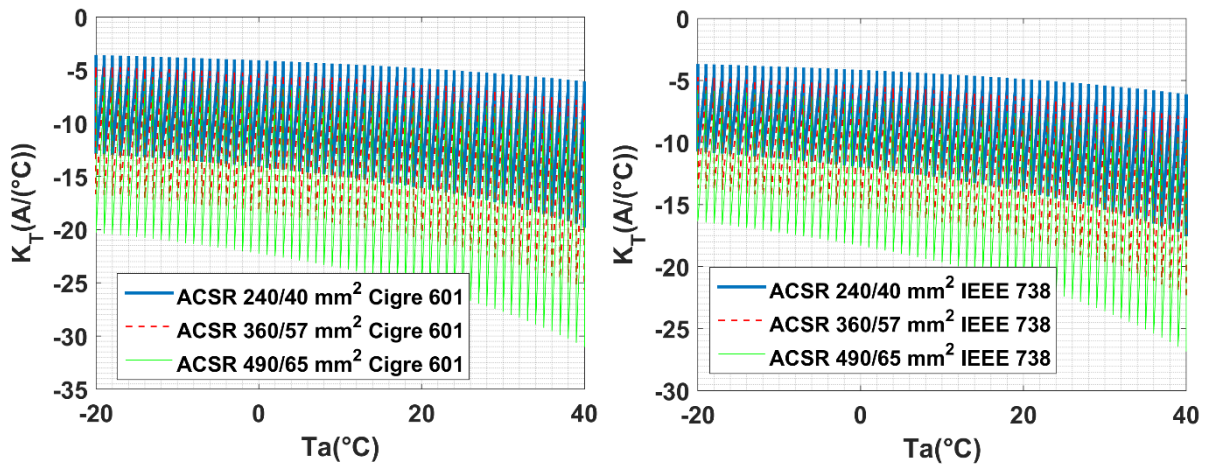 0
-5
-10
-15
-20
-25
-30
-35
K_T(A/(°C))
ACSR 240/40 mm² Cigre 601
ACSR 360/57 mm² Cigre 601
ACSR 490/65 mm² Cigre 601
-20 0 20 40
Ta(°C)
0
-5
-10
-15
-20
-25
-30
K_T(A/(°C))
ACSR 240/40 mm² IEEE 738
ACSR 360/57 mm² IEEE 738
ACSR 490/65 mm² IEEE 738
-20 0 20 40
Ta(°C)